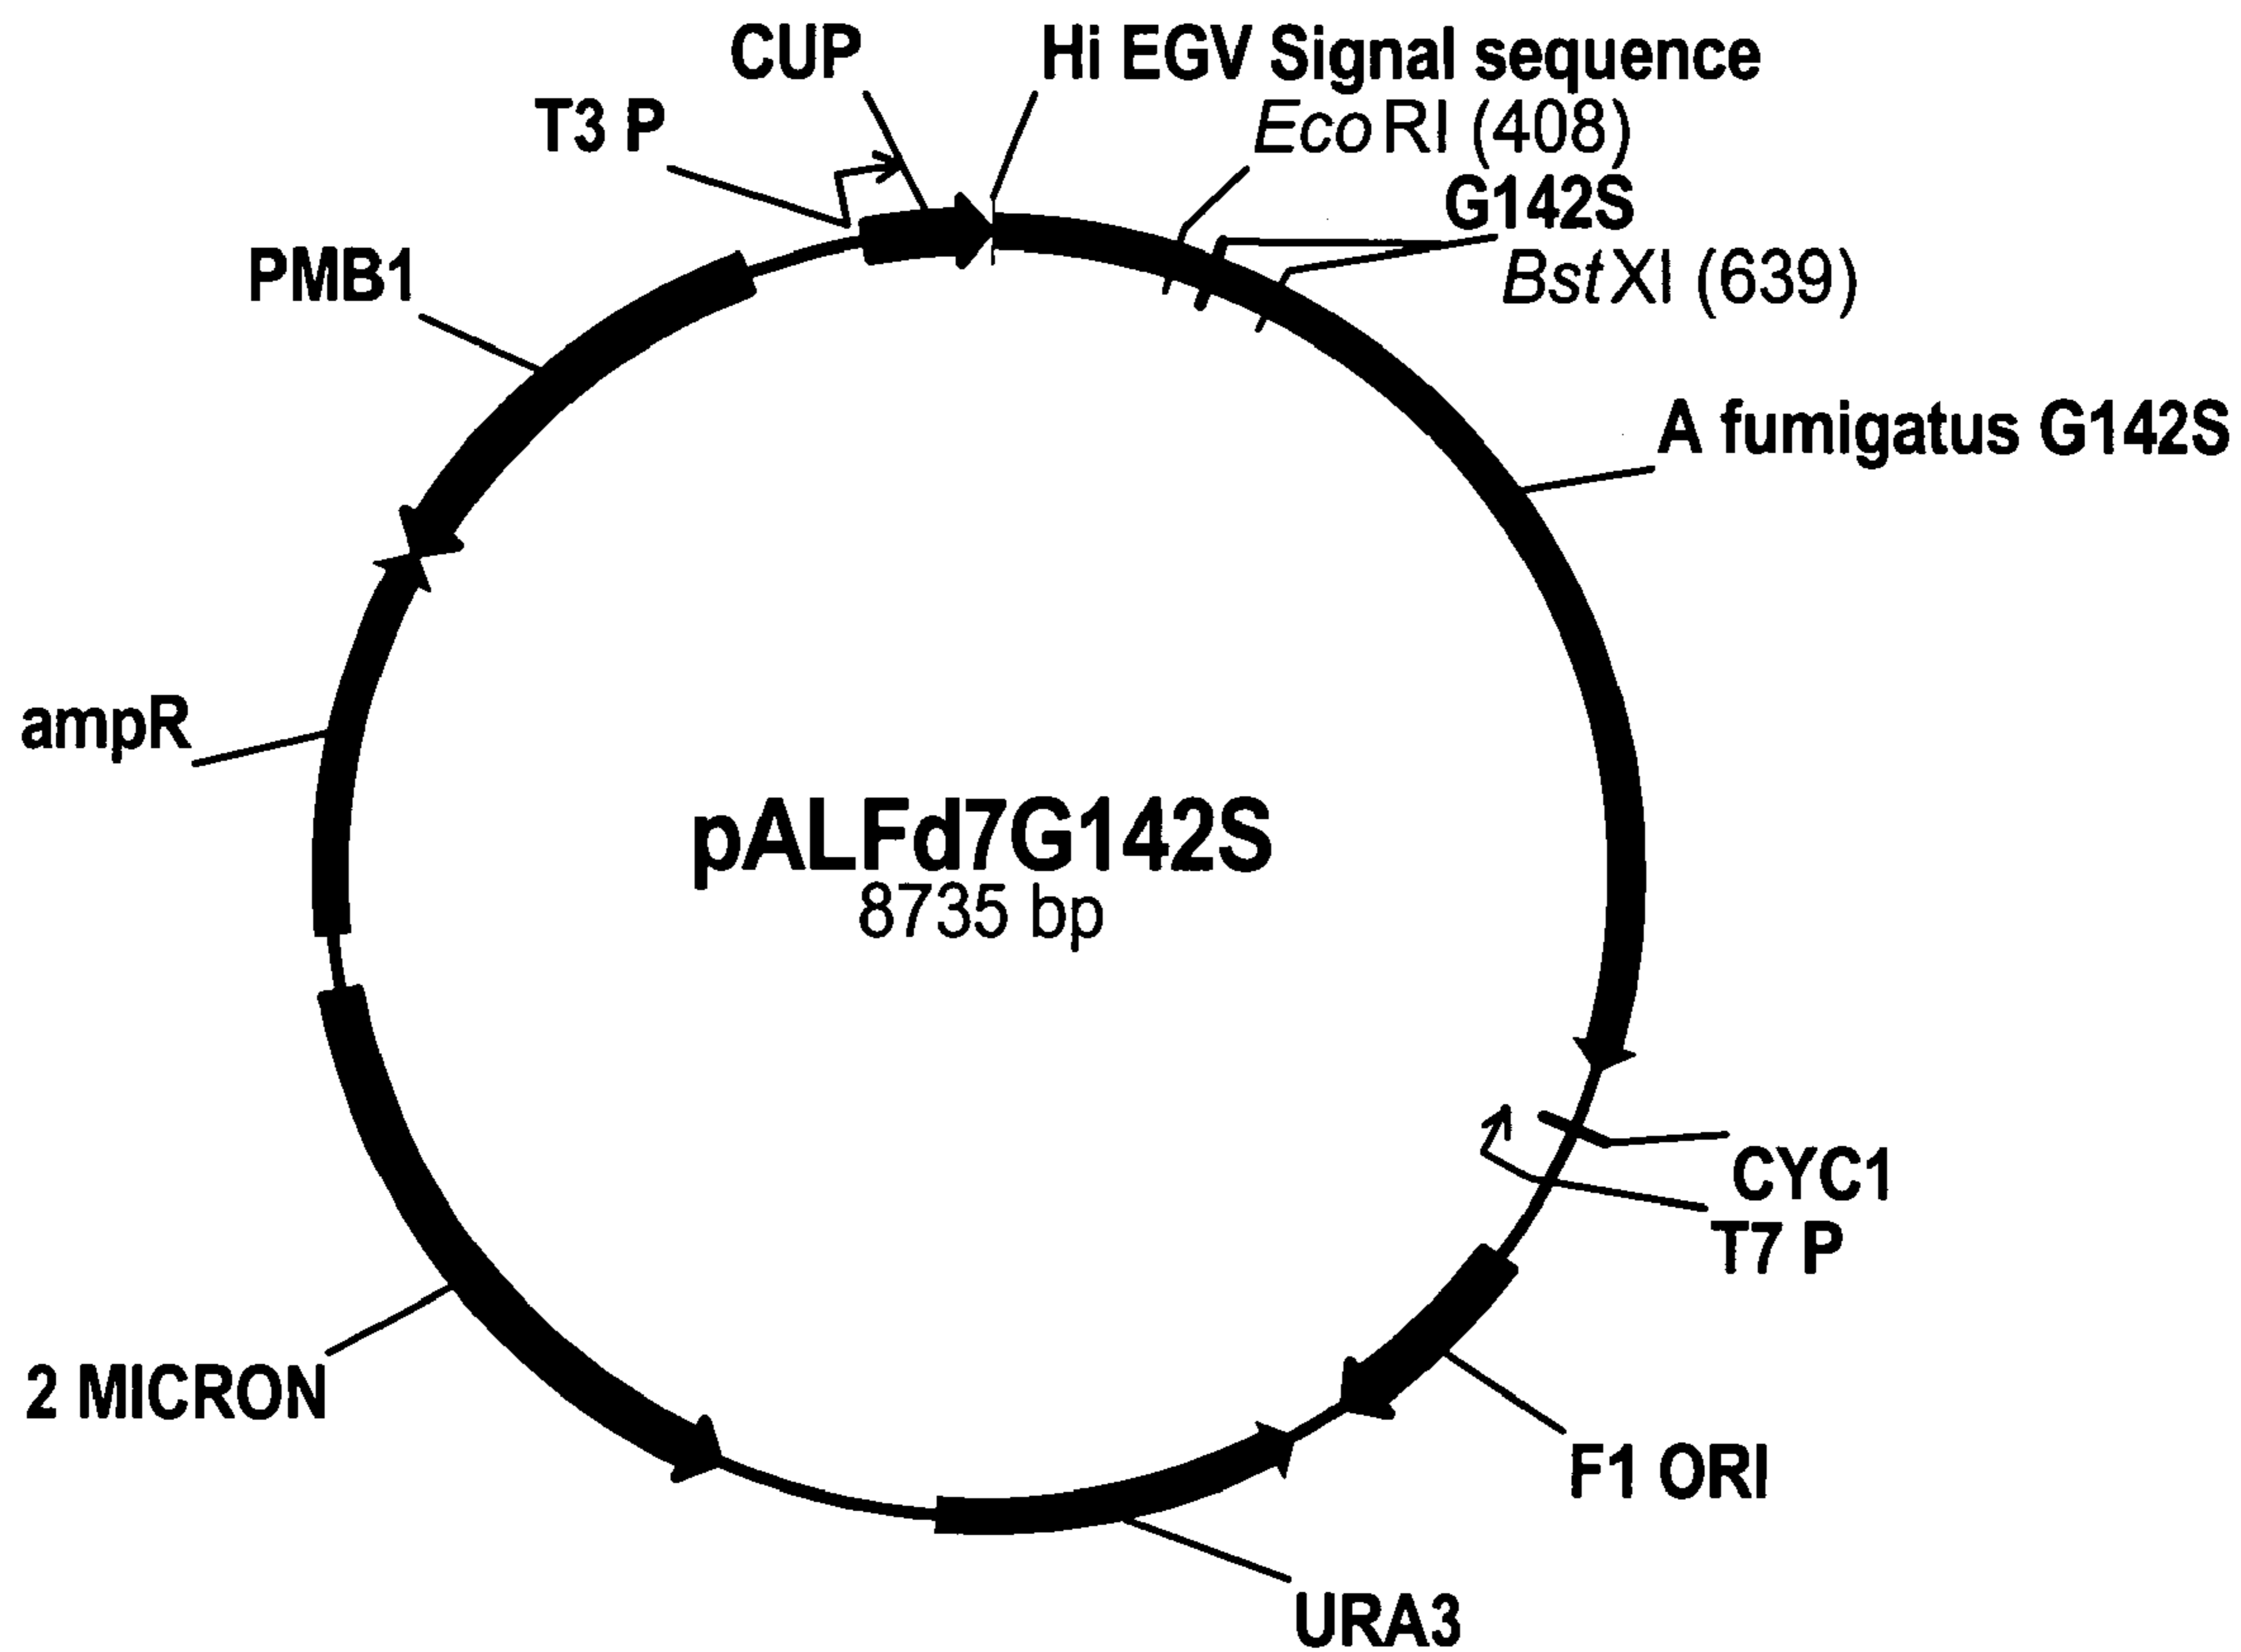 CUP
Hi EGV Signal sequence
T3 P
EcoRI (408)
G142S
PMB1
BstXI (639)
A fumigatus G142S
ampR
pALFd7G142S
8735 bp
CYC1
T7 P
2 MICRON
F1 ORI
URA3